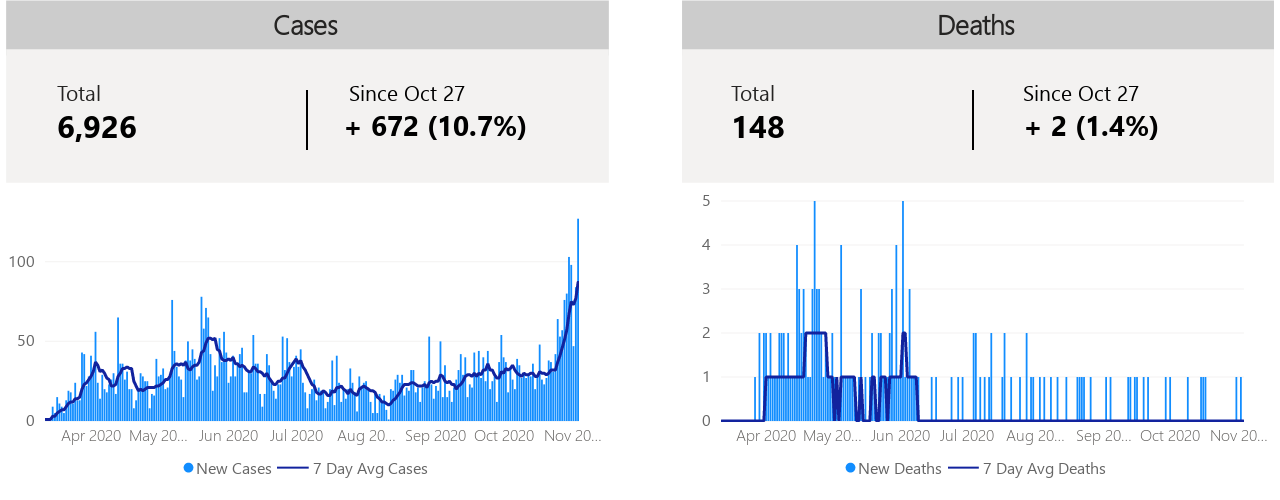 Cases
Total
6,926
Since Oct 27
+ 672 (10.7%)
100
50
0
Apr 2020 May 20... Jun 2020 Jul 2020 Aug 20... Sep 2020 Oct 2020 Nov 20...
New Cases 7 Day Avg Cases
Deaths
Total
148
Since Oct 27
+ 2 (1.4%)
5
4
3
2
1
0
Apr 2020 May 20... Jun 2020 Jul 2020 Aug 20... Sep 20... Oct 2020 Nov 20...
New Deaths 7 Day Avg Deaths